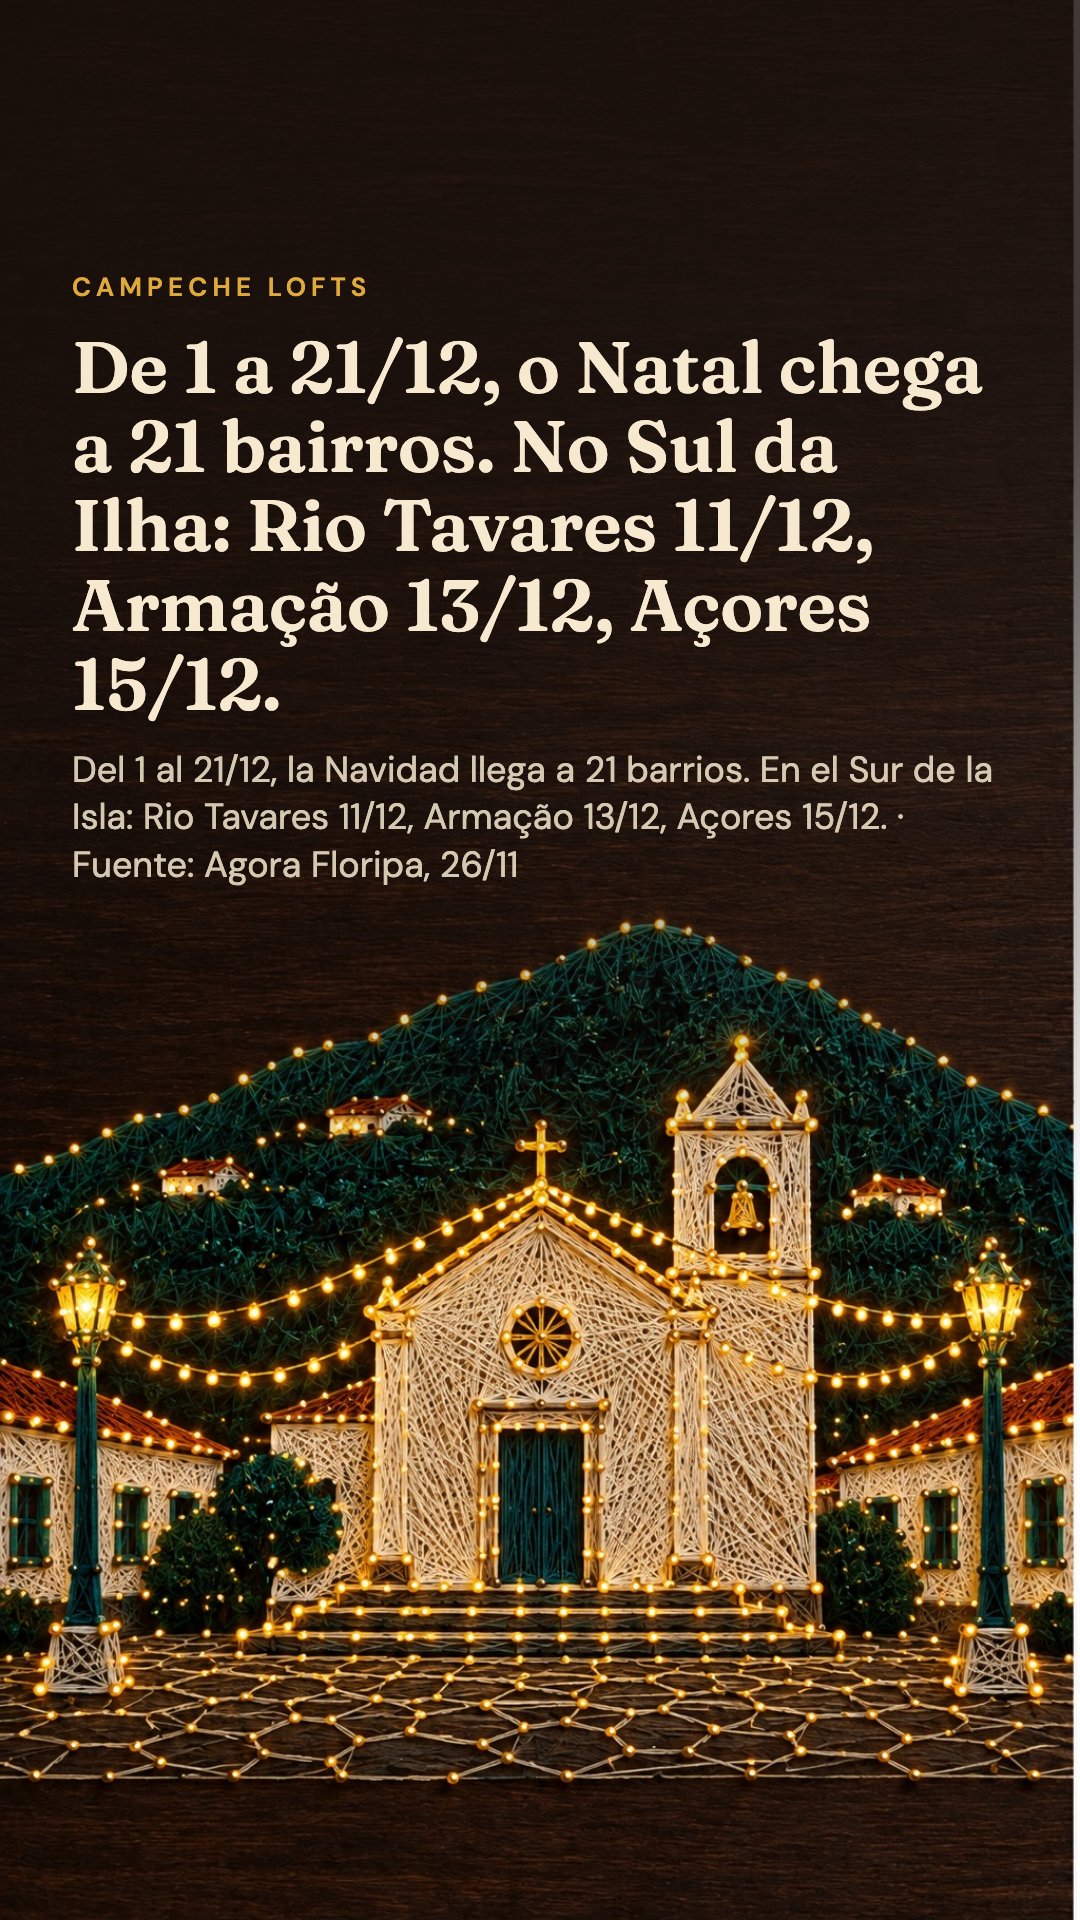 CAMPECHE LOFTS
De 1 a 21/12, o Natal chega
a 21 bairros. No Sul da
Ilha: Rio Tavares 11/12,
Armação 13/12, Açores
15/12.
Del 1 al 21/12, la Navidad llega a 21 barrios. En el Sur de la
Isla: Rio Tavares 11/12, Armação 13/12, Açores 15/12. ·
Fuente: Agora Floripa, 26/11